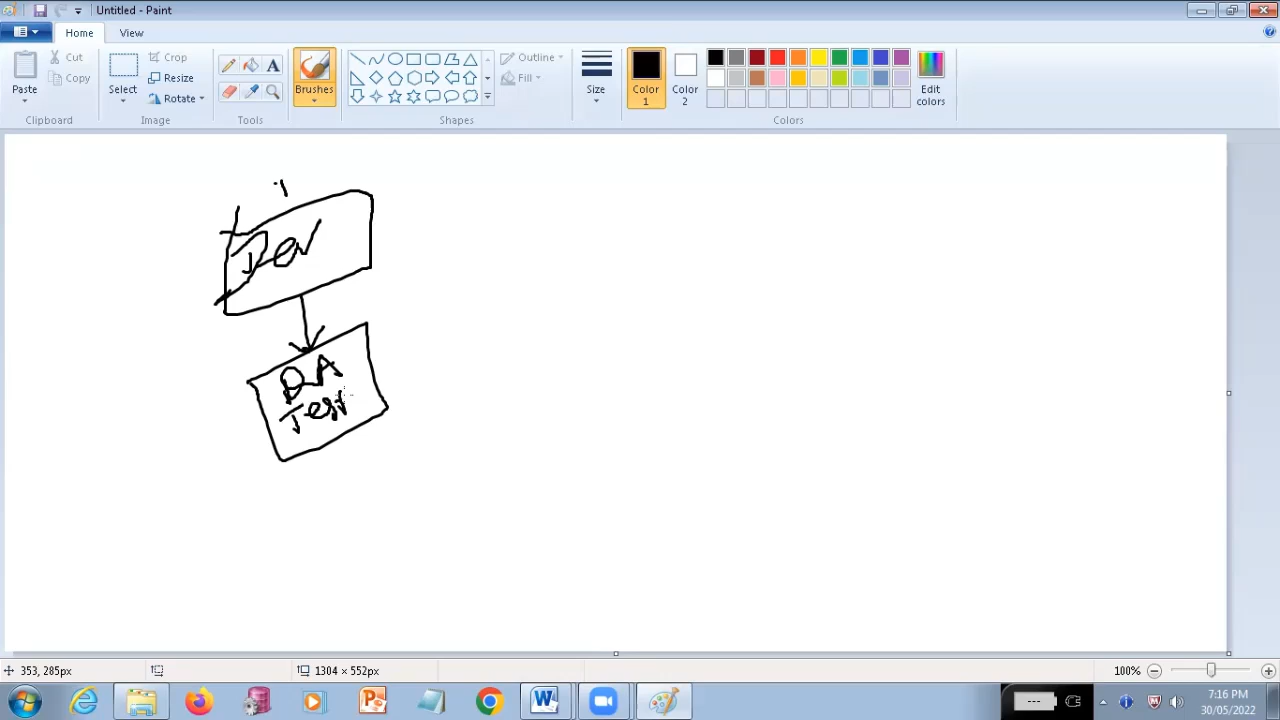 Untitled - Paint
Home
View
Paste
Cut
Copy
Clipboard
Select
Crop
Resize
Rotate
Image
Tools
Brushes
Outline
Fill
Shapes
Size
Color 1
Color 2
Edit colors
Colors
Dev
QA
Test
353, 285px
1304 × 552px
100%
7:16 PM
30/05/2022